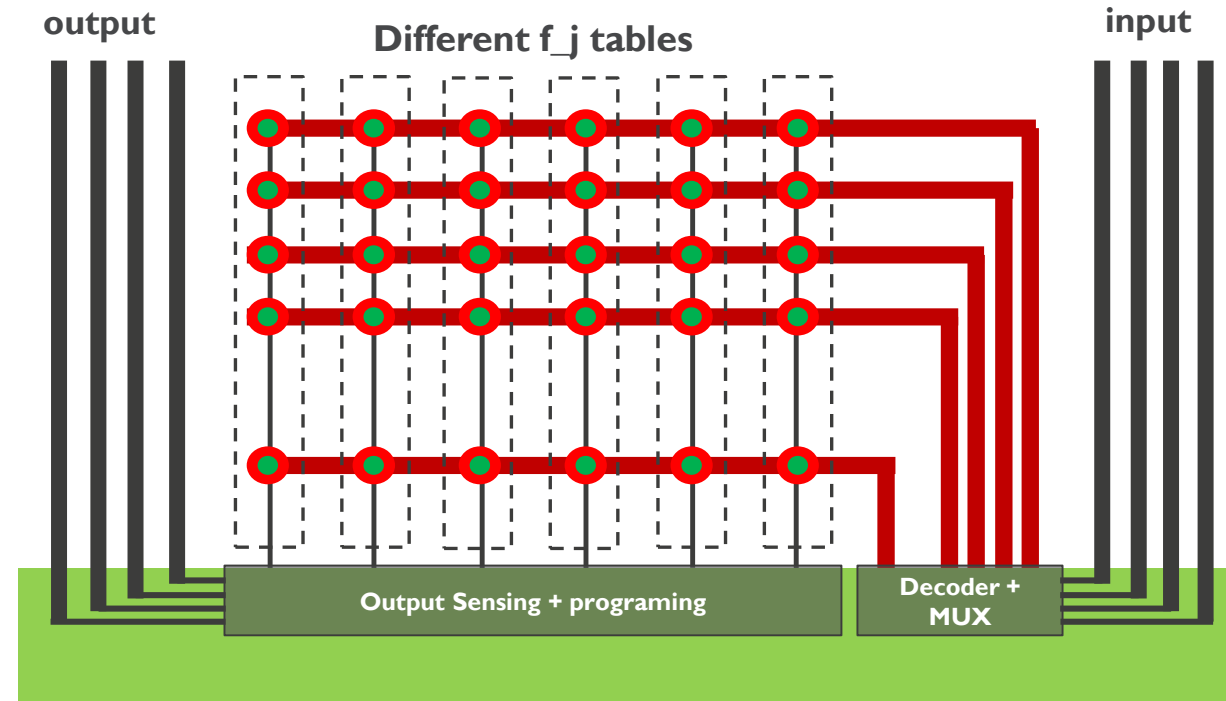 output
Different f_j tables
input
Output Sensing + programing
Decoder +
MUX